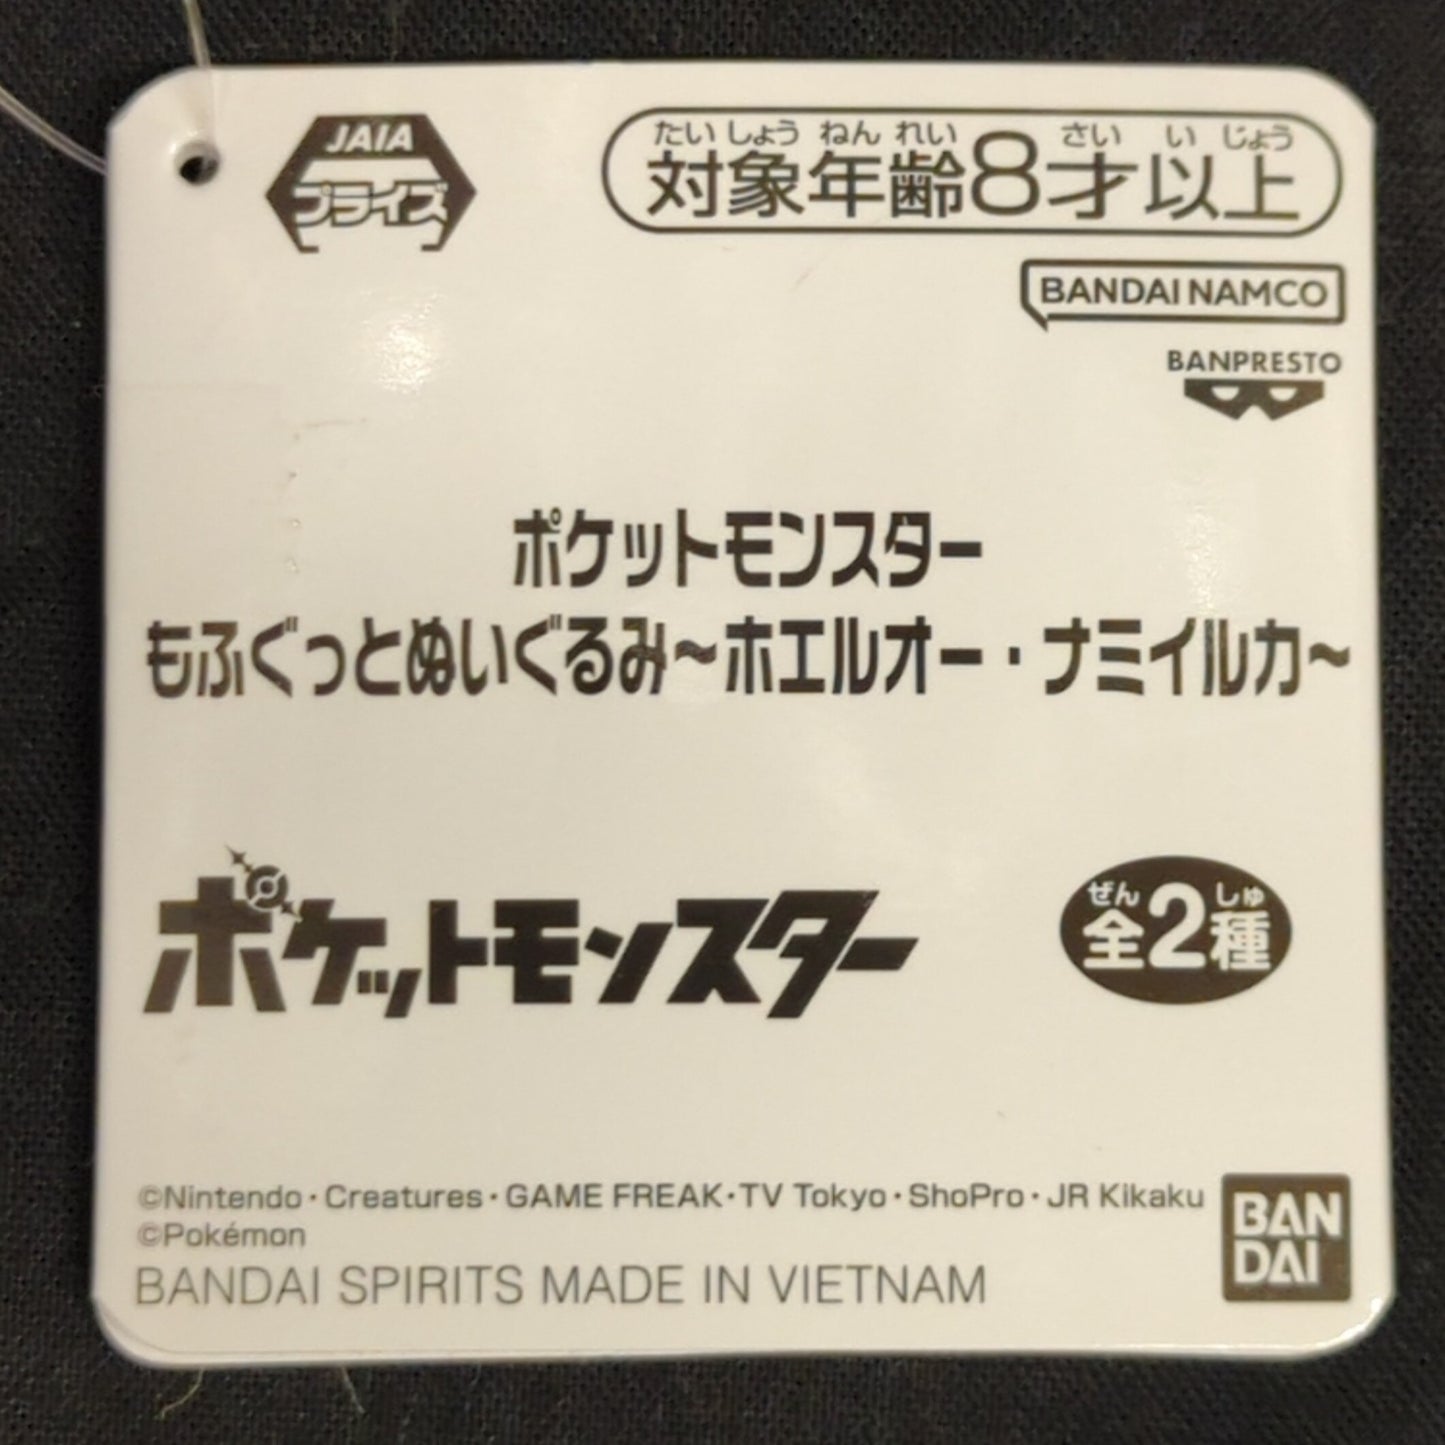 JAIA
プライズ
たいしょうねんれい さい いじょう
対象年齢8才以上
BANDAI NAMCO
BANPRESTO
ポケットモンスター
もふぐっとぬいぐるみ～ホエルオー・ナミイルカ～
ポケットモンスター
ぜん しゅ
全2種
©Nintendo・Creatures・GAME FREAK・TV Tokyo・ShoPro・JR Kikaku
©Pokémon
BANDAI SPIRITS MADE IN VIETNAM
BAN
DAI